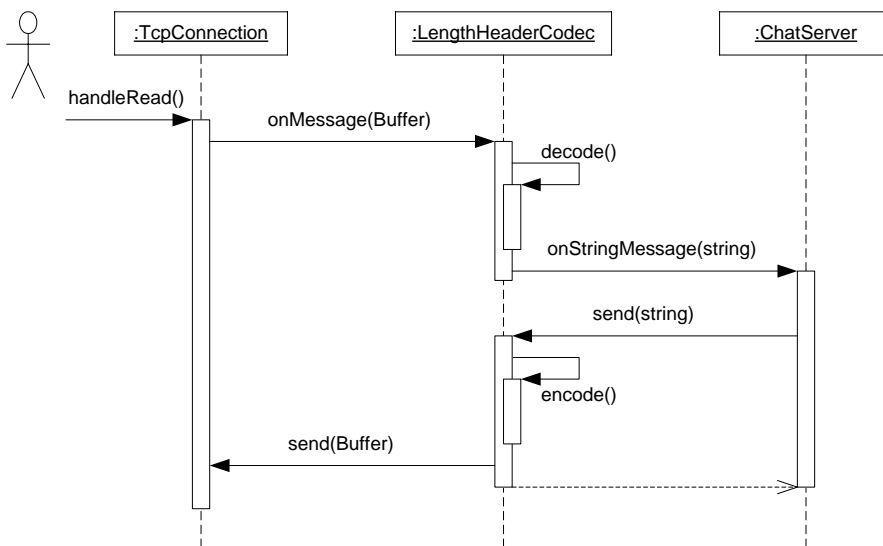 :TcpConnection
:LengthHeaderCodec
:ChatServer
handleRead()
onMessage(Buffer)
decode()
onStringMessage(string)
send(string)
encode()
send(Buffer)